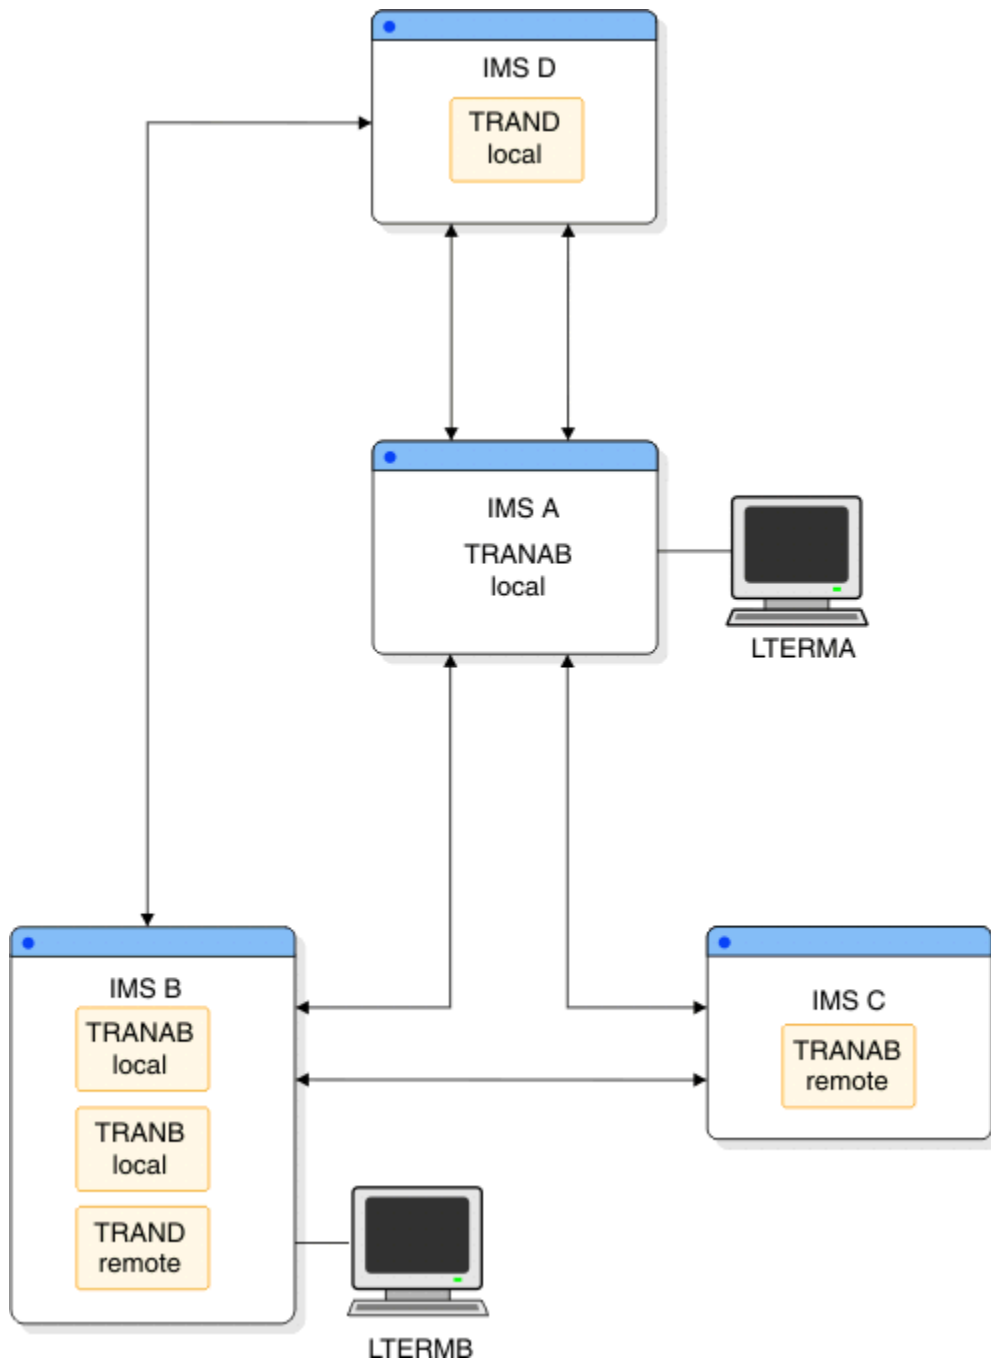 IMS D
TRAND
local
IMS A
TRANAB
local
LTERMA
IMS B
TRANAB
local
TRANB
local
TRAND
remote
IMS C
TRANAB
remote
LTERMB